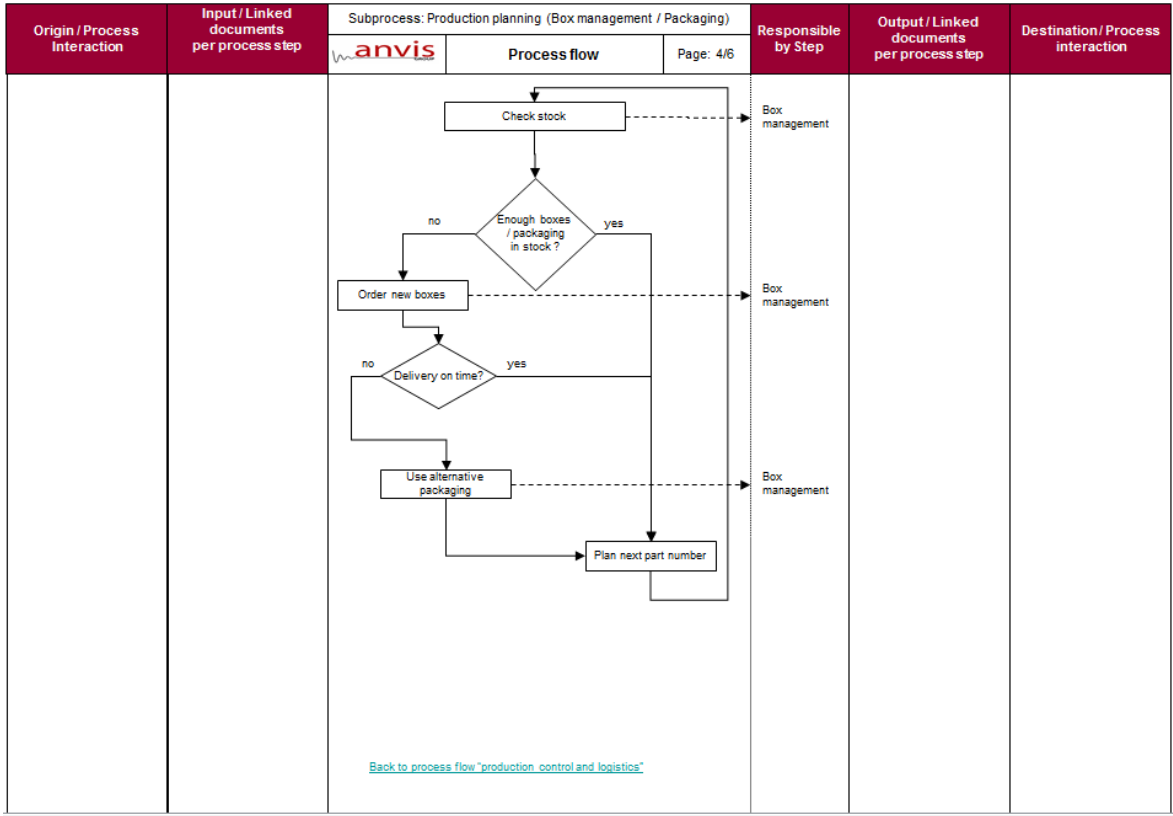 Origin / Process
Interaction
Input / Linked
documents
per process step
Subprocess: Production planning (Box management / Packaging)
anvis
GROUP
Process flow
Page: 4/6
Responsible
by Step
Output / Linked
documents
per process step
Destination / Process
interaction
Check stock
Box
management
Enough boxes
/ packaging
in stock ?
no
yes
Order new boxes
Box
management
no
Delivery on time?
yes
Use alternative
packaging
Box
management
Plan next part number
Back to process flow "production control and logistics"